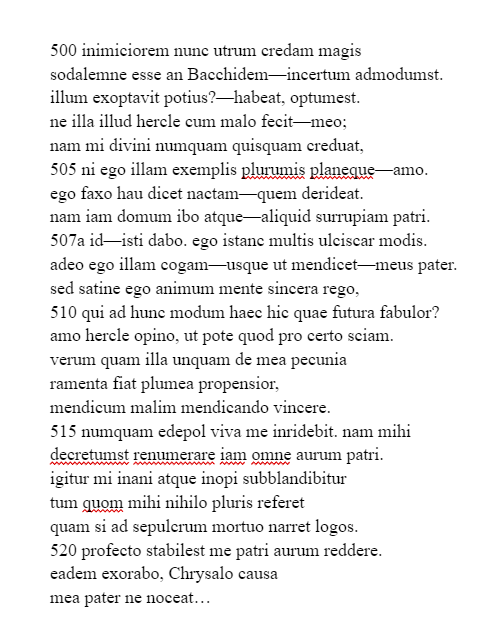 500 inimiciorem nunc utrum credam magis
sodalemne esse an Bacchidem—incertum admodumst.
illum exoptavit potius?—habeat, optumest.
ne illa illud hercle cum malo fecit—meo;
nam mi divini numquam quisquam creduat,
505 ni ego illam exemplis plurumis planeque—amo.
ego faxo hau dicet nactam—quem derideat.
nam iam domum ibo atque—aliquid surrupiam patri.
507a id—isti dabo. ego istanc multis ulciscar modis.
adeo ego illam cogam—usque ut mendicet—meus pater.
sed satine ego animum mente sincera rego,
510 qui ad hunc modum haec hic quae futura fabulor?
amo hercle opino, ut pote quod pro certo sciam.
verum quam illa unquam de mea pecunia
ramenta fiat plumea propensior,
mendicum malim mendicando vincere.
515 numquam edepol viva me inridebit. nam mihi
decretumst renumerare iam omne aurum patri.
igitur mi inani atque inopi subblandibitur
tum quom mihi nihilo pluris referet
quam si ad sepulcrum mortuo narret logos.
520 profecto stabilest me patri aurum reddere.
eadem exorabo, Chrysalo causa
mea pater ne noceat…